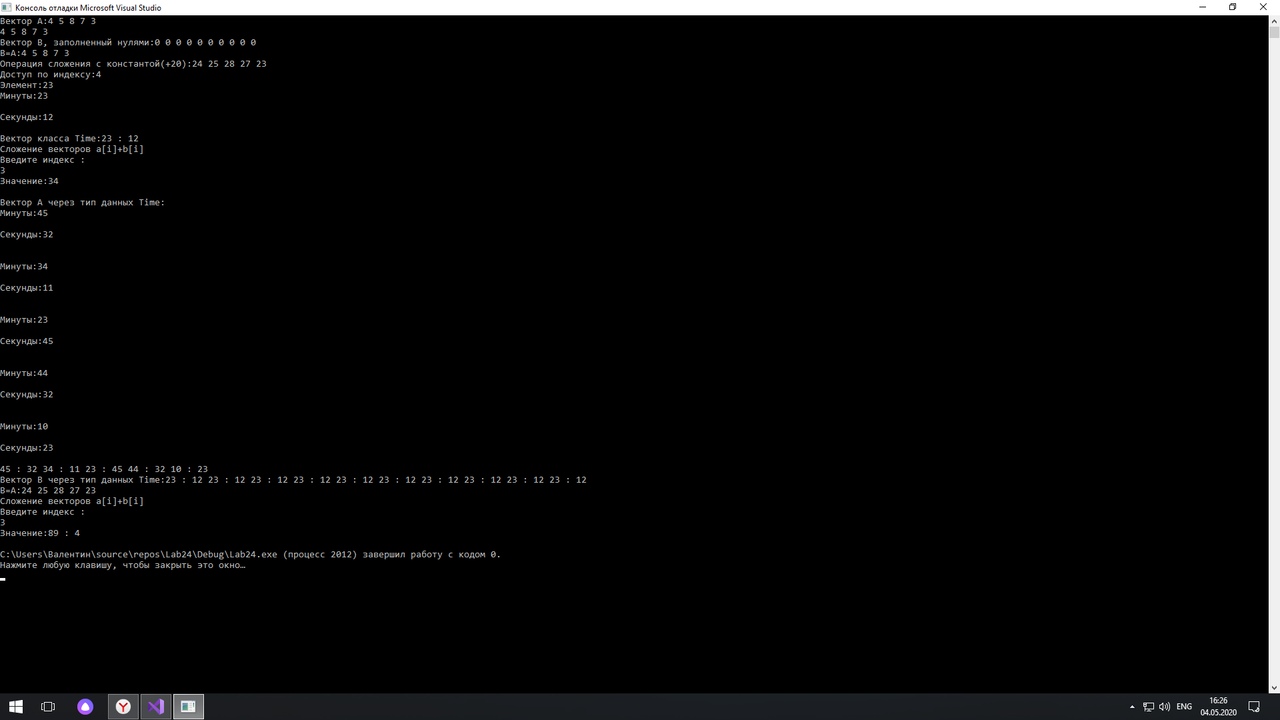 Консоль отладки Microsoft Visual Studio
Вектор А:4 5 8 7 3
4 5 8 7 3
Вектор В, заполненный нулями:0 0 0 0 0 0 0 0 0 0
В=А:4 5 8 7 3
Операция сложения с константой(+20):24 25 28 27 23
Доступ по индексу:4
Элемент:23
Минуты:23
Секунды:12
Вектор класса Time:23 : 12
Сложение векторов a[i]+b[i]
Введите индекс :
3
Значение:34
Вектор А через тип данных Time:
Минуты:45
Секунды:32
Минуты:34
Секунды:11
Минуты:23
Секунды:45
Минуты:44
Секунды:32
Минуты:10
Секунды:23
45 : 32 34 : 11 23 : 45 44 : 32 10 : 23
Вектор В через тип данных Time:23 : 12 23 : 12 23 : 12 23 : 12 23 : 12 23 : 12 23 : 12 23 : 12 23 : 12 23 : 12
В=А:24 25 28 27 23
Сложение векторов a[i]+b[i]
Введите индекс :
3
Значение:89 : 4
C:\Users\Валентин\source\repos\Lab24\Debug\Lab24.exe (процесс 2012) завершил работу с кодом 0.
Нажмите любую клавишу, чтобы закрыть это окно…
ENG
16:26
04.05.2020